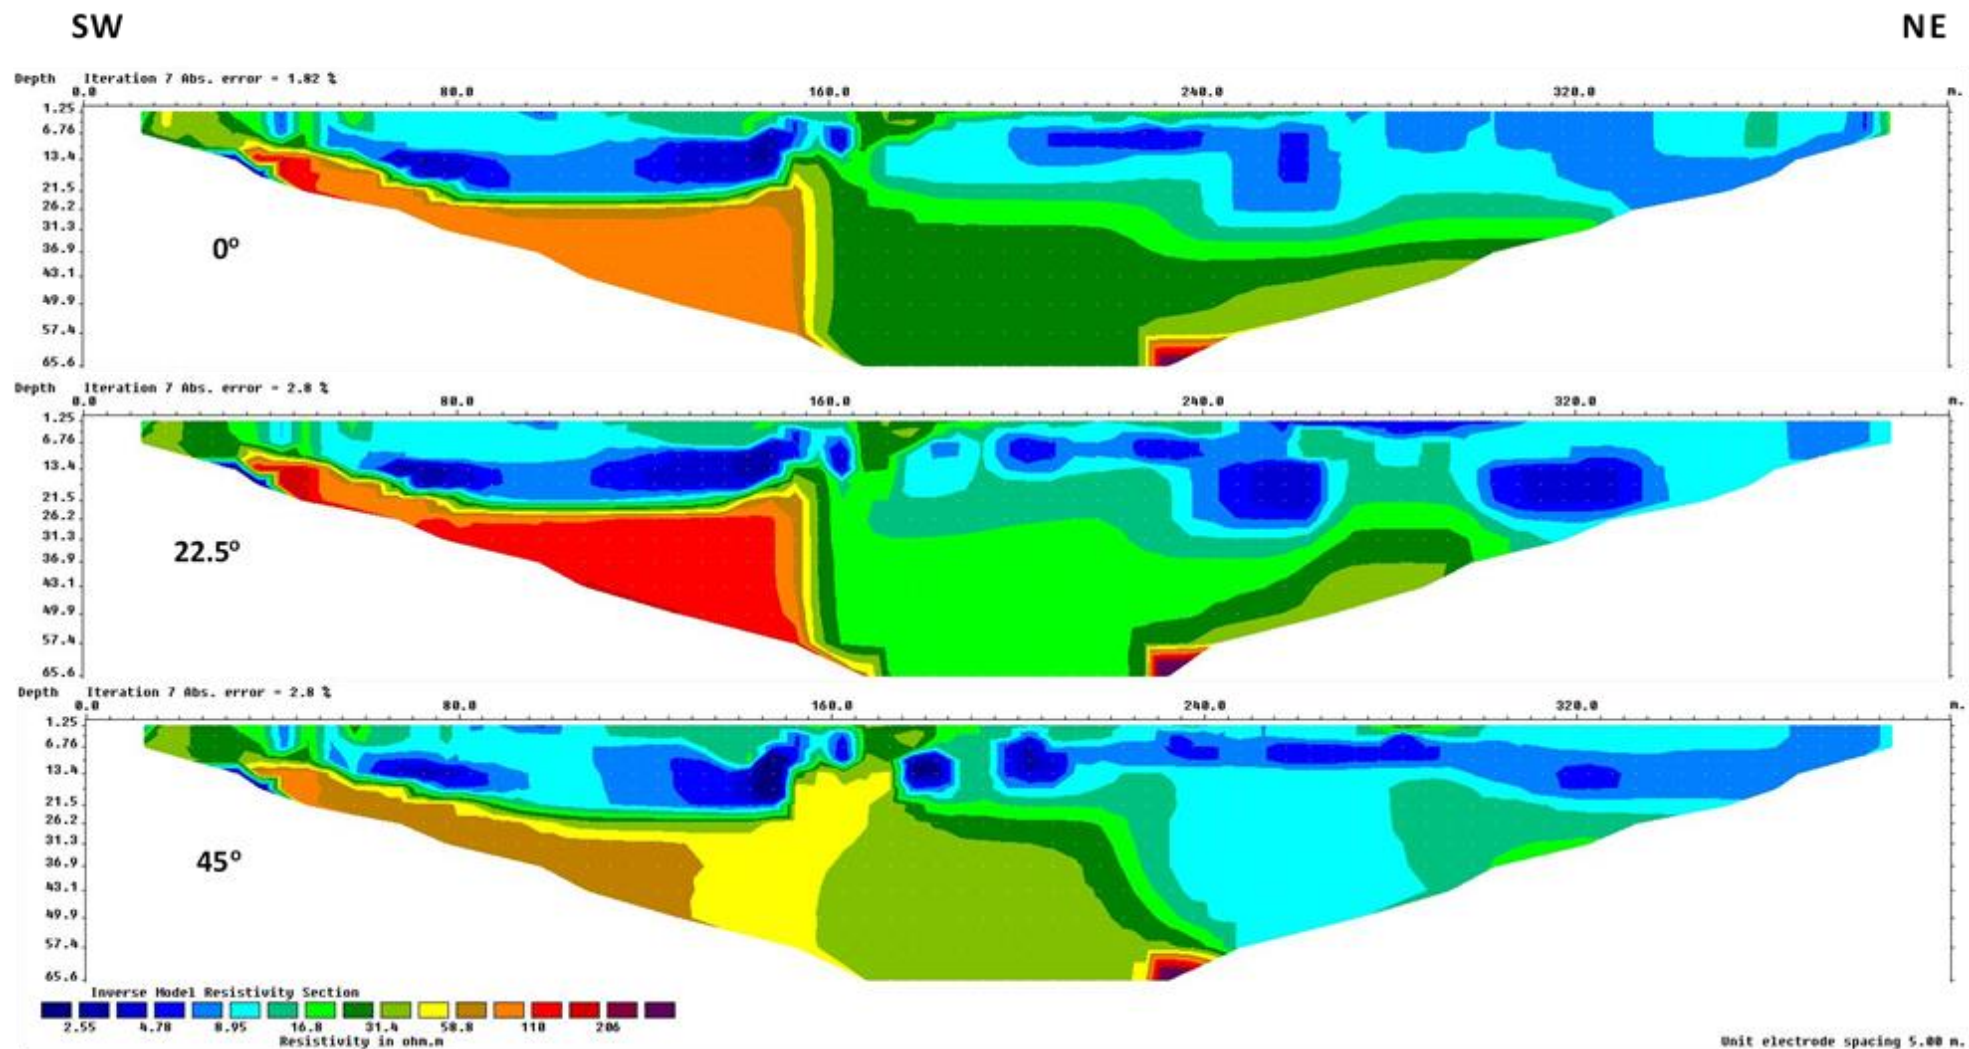 SW NE
Depth Iteration 7 Abs. error = 1.82 %
0.0 80.0 160.0 240.0 320.0 m.
1.25
6.76
13.4
21.5
26.2
31.3
36.9
43.1
49.9
57.4
65.6
0º
Depth Iteration 7 Abs. error = 2.8 %
0.0 80.0 160.0 240.0 320.0 m.
1.25
6.76
13.4
21.5
26.2
31.3
36.9
43.1
49.9
57.4
65.6
22.5º
Depth Iteration 7 Abs. error = 2.8 %
0.0 80.0 160.0 240.0 320.0 m.
1.25
6.76
13.4
21.5
26.2
31.3
36.9
43.1
49.9
57.4
65.6
45º
Inverse Model Resistivity Section
2.55 4.78 8.95 16.8 31.4 58.8 110 206
Resistivity in ohm.m
Unit electrode spacing 5.00 m.